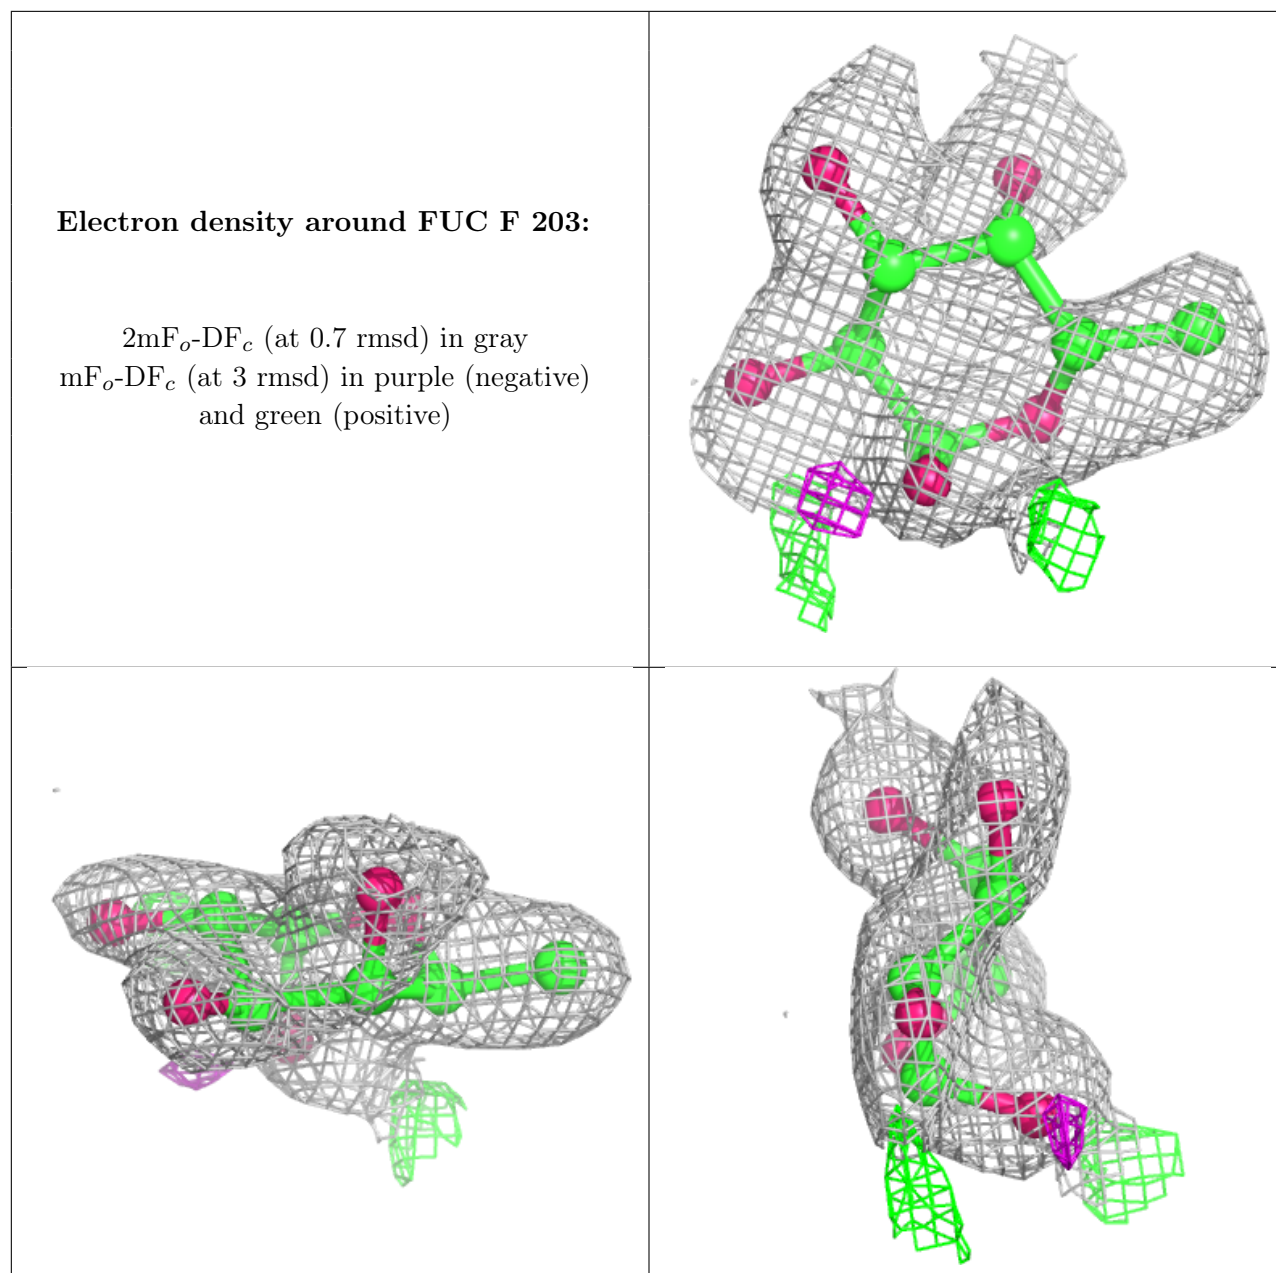 Electron density around FUC F 203:
2mFo-DFc (at 0.7 rmsd) in gray
mFo-DFc (at 3 rmsd) in purple (negative)
and green (positive)